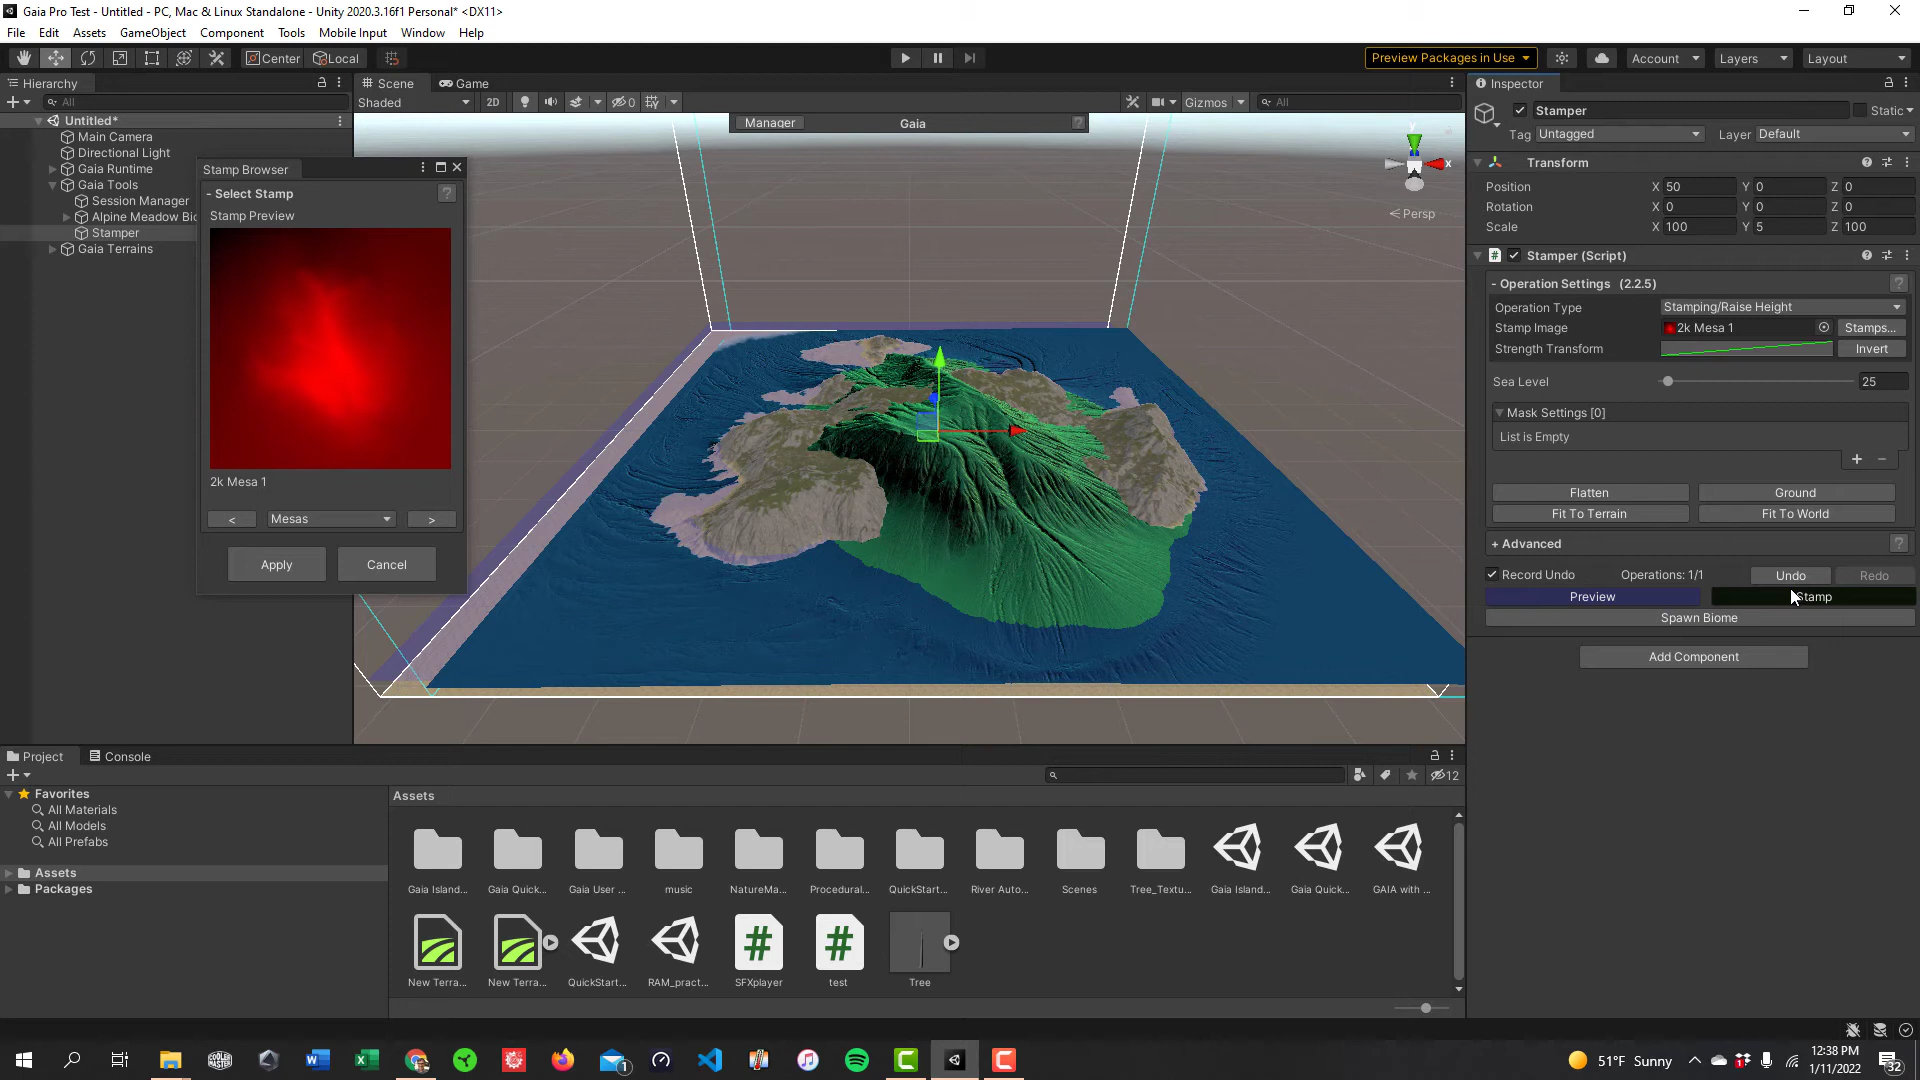 Gaia Pro Test - Untitled - PC, Mac & Linux Standalone - Unity 2020.3.16f1 Personal* <DX11>
File Edit Assets GameObject Component Tools Mobile Input Window Help
Center Local Preview Packages in Use Account Layers Layout
Hierarchy
All
Untitled*
Main Camera
Directional Light
Gaia Runtime
Gaia Tools
Session Manager
Alpine Meadow Bio
Stamper
Gaia Terrains
Stamp Browser
- Select Stamp
?
Stamp Preview
2k Mesa 1
< Mesas >
Apply Cancel
Scene Game
Shaded 2D 0 Gizmos All
Manager Gaia ?
y
x
Persp
Inspector
Stamper Static
Tag Untagged Layer Default
Transform
Position X 50 Y 0 Z 0
Rotation X 0 Y 0 Z 0
Scale X 100 Y 5 Z 100
# Stamper (Script)
- Operation Settings (2.2.5) ?
Operation Type Stamping/Raise Height
Stamp Image 2k Mesa 1 Stamps...
Strength Transform Invert
Sea Level 25
Mask Settings [0]
List is Empty
+ −
Flatten Ground
Fit To Terrain Fit To World
+ Advanced ?
Record Undo Operations: 1/1 Undo Redo
Preview Stamp
Spawn Biome
Add Component
Project Console
12
Favorites
All Materials
All Models
All Prefabs
Assets
Packages
Assets
Gaia Island... Gaia Quick... Gaia User ... music NatureMa... Procedural... QuickStart... River Auto... Scenes Tree_Textu... Gaia Island... Gaia Quick... GAIA with ...
New Terra... New Terra... QuickStart... RAM_pract... SFXplayer test Tree
51°F Sunny
12:38 PM
1/11/2022
32